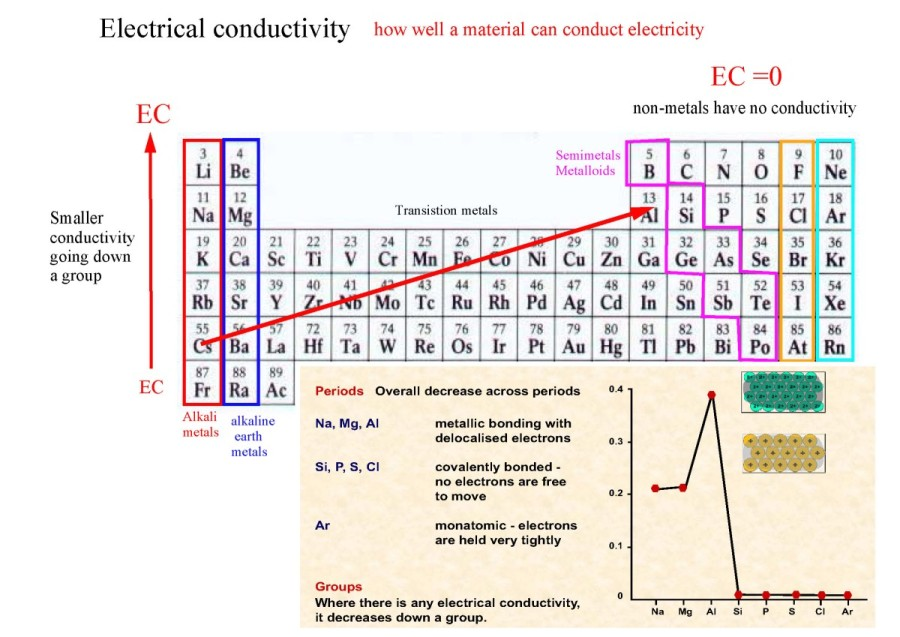 Electrical conductivity how well a material can conduct electricity
EC =0
non-metals have no conductivity
EC
Smaller
conductivity
going down
a group
EC
Semimetals
Metalloids
Transistion metals
3 4 5 6 7 8 9 10
Li Be B C N O F Ne
11 12 13 14 15 16 17 18
Na Mg Al Si P S Cl Ar
19 20 21 22 23 24 25 26 27 28 29 30 31 32 33 34 35 36
K Ca Sc Ti V Cr Mn Fe Co Ni Cu Zn Ga Ge As Se Br Kr
37 38 39 40 41 42 43 44 45 46 47 48 49 50 51 52 53 54
Rb Sr Y Zr Nb Mo Tc Ru Rh Pd Ag Cd In Sn Sb Te I Xe
55 56 57 72 73 74 75 76 77 78 79 80 81 82 83 84 85 86
Cs Ba La Hf Ta W Re Os Ir Pt Au Hg Tl Pb Bi Po At Rn
87 88 89
Fr Ra Ac
Alkali
metals
alkaline
earth
metals
Periods Overall decrease across periods
Na, Mg, Al metallic bonding with
delocalised electrons
Si, P, S, Cl covalently bonded -
no electrons are free
to move
Ar monatomic - electrons
are held very tightly
Groups
Where there is any electrical conductivity,
it decreases down a group.
0.4
0.3
0.2
0.1
0
Na Mg Al Si P S Cl Ar